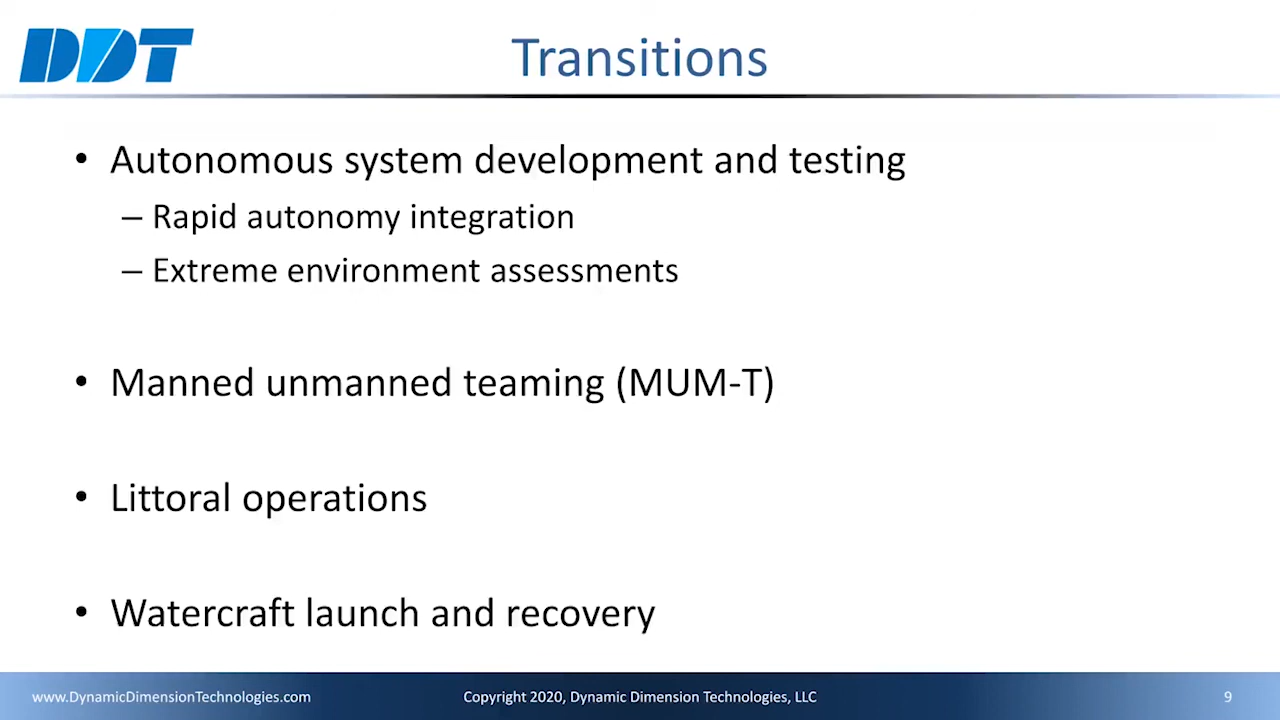 DDT
Transitions
• Autonomous system development and testing
– Rapid autonomy integration
– Extreme environment assessments
• Manned unmanned teaming (MUM-T)
• Littoral operations
• Watercraft launch and recovery
www.DynamicDimensionTechnologies.com
Copyright 2020, Dynamic Dimension Technologies, LLC
9